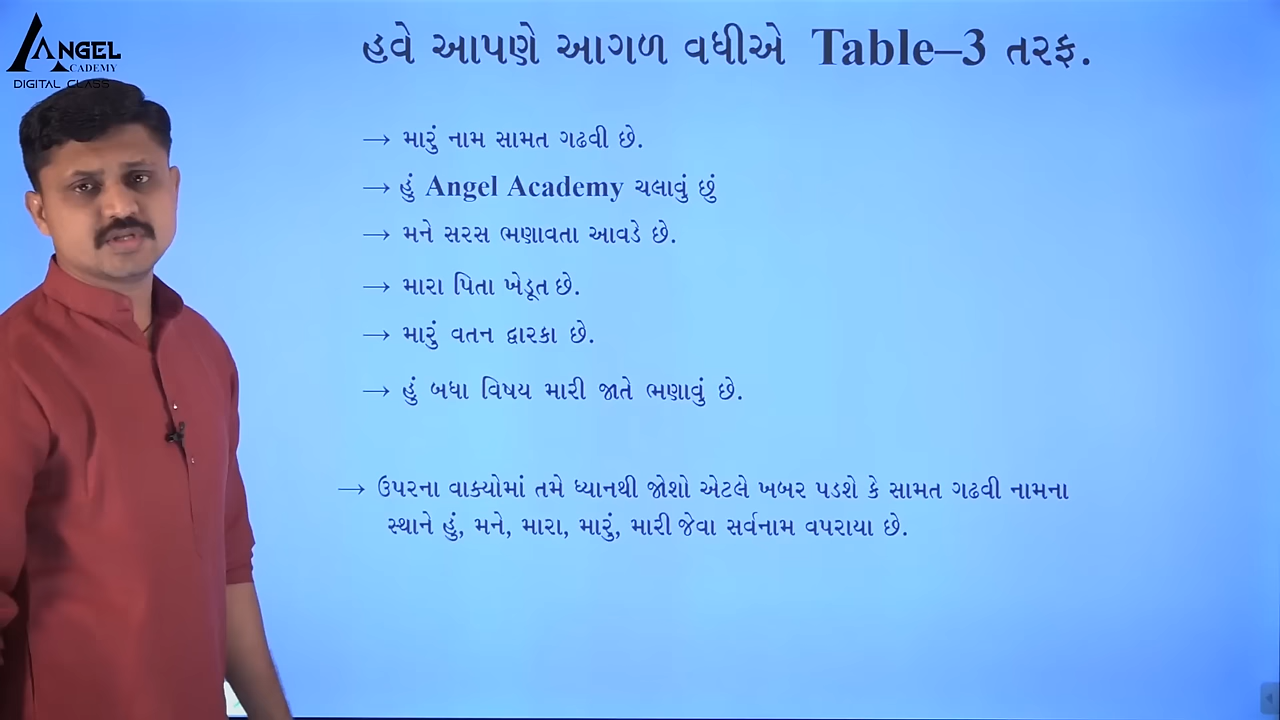 ANGEL
ACADEMY
DIGITAL CLASS
હવે આપણે આગળ વધીએ Table–3 તરફ.
→ મારું નામ સામત ગઢવી છે.
→ હું Angel Academy ચલાવું છું
→ મને સરસ ભણાવતા આવડે છે.
→ મારા પિતા ખેડૂત છે.
→ મારું વતન દ્વારકા છે.
→ હું બધા વિષય મારી જાતે ભણાવું છે.
→ ઉપરના વાક્યોમાં તમે ધ્યાનથી જોશો એટલે ખબર પડશે કે સામત ગઢવી નામના
સ્થાને હું, મને, મારા, મારું, મારી જેવા સર્વનામ વપરાયા છે.